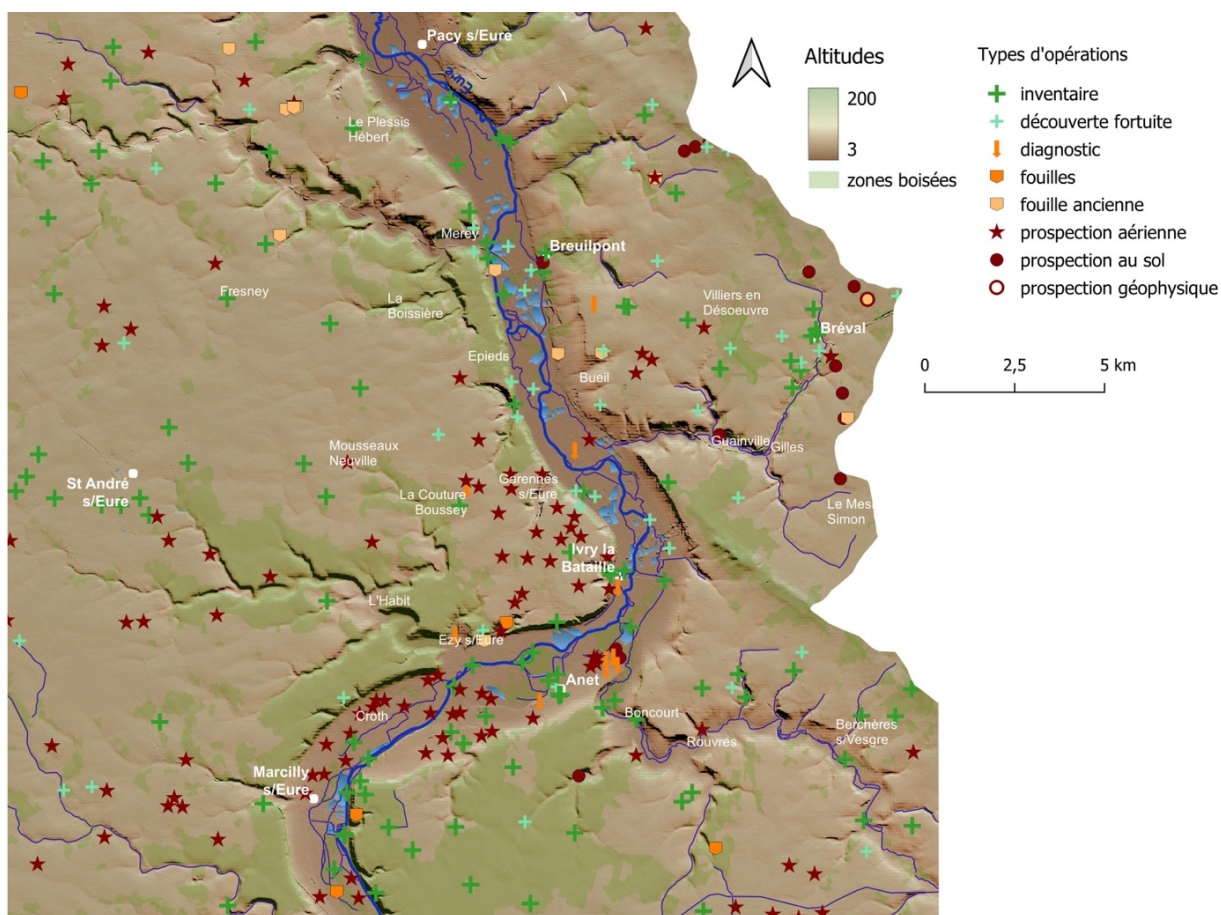 Pacy s/Eure
Eure
Le Plessis
Hébert
Merey
Breuilpont
Fresney
La
Boissière
Villiers en
Désoeuvre
Bréval
Epieds
Bueil
Mousseaux
Neuville
Guainville
Gilles
St André
s/Eure
La Couture
Boussey
Garennes
s/Eure
Le Mes
Simon
Ivry la
Bataille
L'Habit
Ezy s/Eure
Anet
Croth
Boncourt
Rouvres
Berchères
s/Vesgre
Marcilly
s/Eure
Altitudes
200
3
zones boisées
Types d'opérations
inventaire
découverte fortuite
diagnostic
fouilles
fouille ancienne
prospection aérienne
prospection au sol
prospection géophysique
0
2,5
5 km